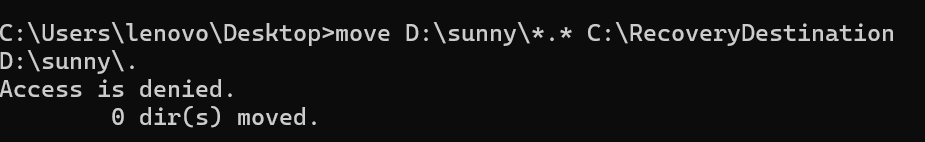 C:\Users\lenovo\Desktop>move D:\sunny\*.* C:\RecoveryDestination
D:\sunny\.
Access is denied.
        0 dir(s) moved.